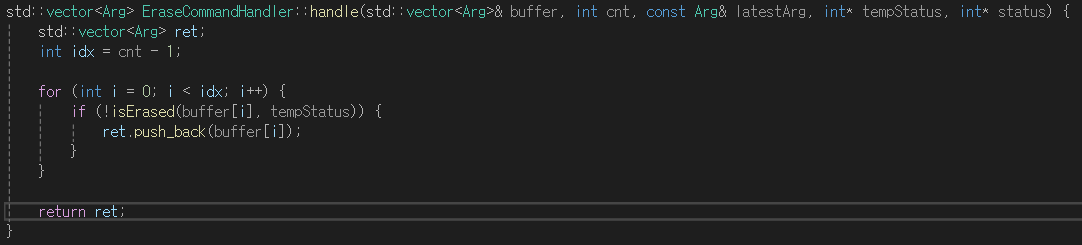 std::vector<Arg> EraseCommandHandler::handle(std::vector<Arg>& buffer, int cnt, const Arg& latestArg, int* tempStatus, int* status) {
    std::vector<Arg> ret;
    int idx = cnt - 1;
    for (int i = 0; i < idx; i++) {
        if (!isErased(buffer[i], tempStatus)) {
            ret.push_back(buffer[i]);
        }
    }
    return ret;
}